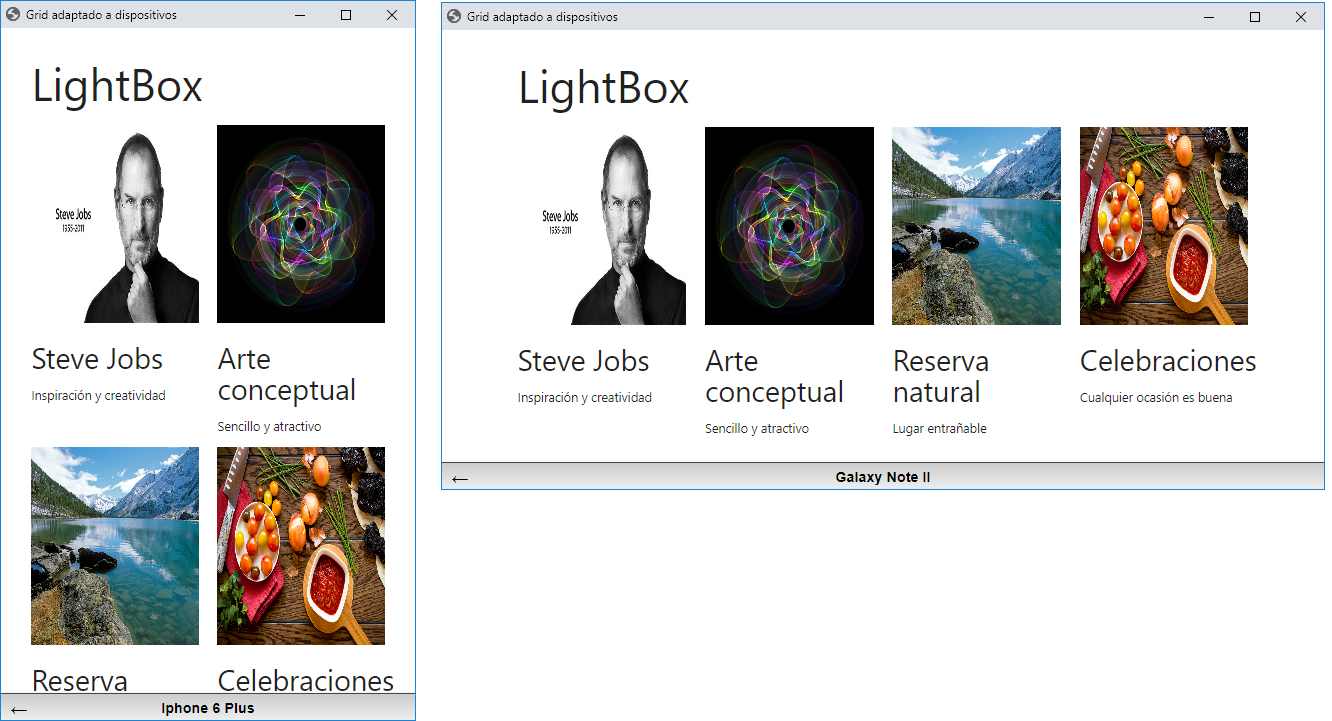 Grid adaptado a dispositivos
LightBox
Steve Jobs
1955-2011
Steve Jobs
Inspiración y creatividad
Arte
conceptual
Sencillo y atractivo
Reserva
Celebraciones
←
Iphone 6 Plus
Grid adaptado a dispositivos
LightBox
Steve Jobs
1955-2011
Steve Jobs
Inspiración y creatividad
Arte
conceptual
Sencillo y atractivo
Reserva
natural
Lugar entrañable
Celebraciones
Cualquier ocasión es buena
←
Galaxy Note II